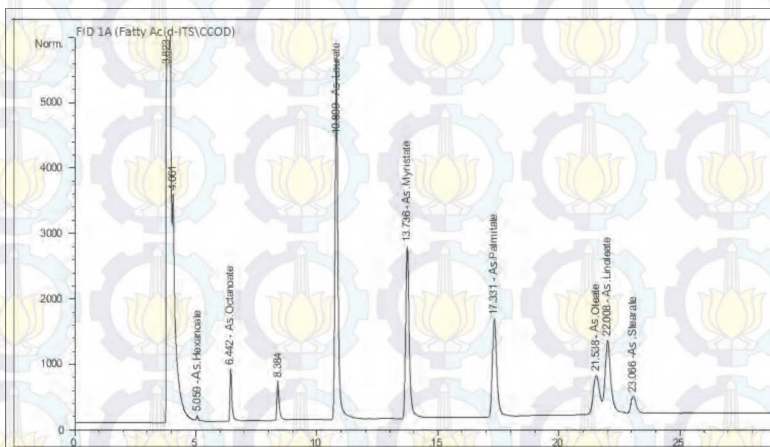 FID 1A (Fatty Acid-ITS\CCOD)
Norm.
5000
4000
3000
2000
1000
0
3.823
4.001
5.059 - As. Hexanoate
6.442 - As. Octanoate
8.384
10.809 - As. Laurate
13.736 - As. Myristate
17.331 - As. Palmitate
21.538 - As. Oleate
22.008 - As. Linoleate
23.066 - As. Stearate
0
5
10
15
20
25